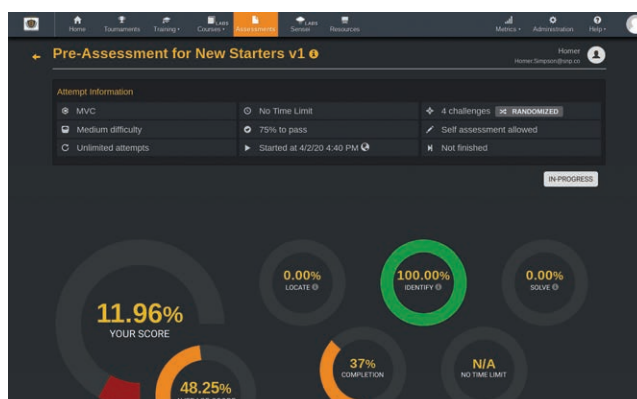 LABS LABS
Home Tournaments Training Courses Assessments Sensei Resources Metrics Administration Help
Pre-Assessment for New Starters v1
Homer
Homer.Simpson@snp.co
Attempt Information
MVC No Time Limit 4 challenges RANDOMIZED
Medium difficulty 75% to pass Self assessment allowed
Unlimited attempts Started at 4/2/20 4:40 PM Not finished
IN-PROGRESS
0.00% 100.00% 0.00%
LOCATE IDENTIFY SOLVE
11.96%
YOUR SCORE
37% N/A
COMPLETION NO TIME LIMIT
48.25%
AVERAGE SCORE